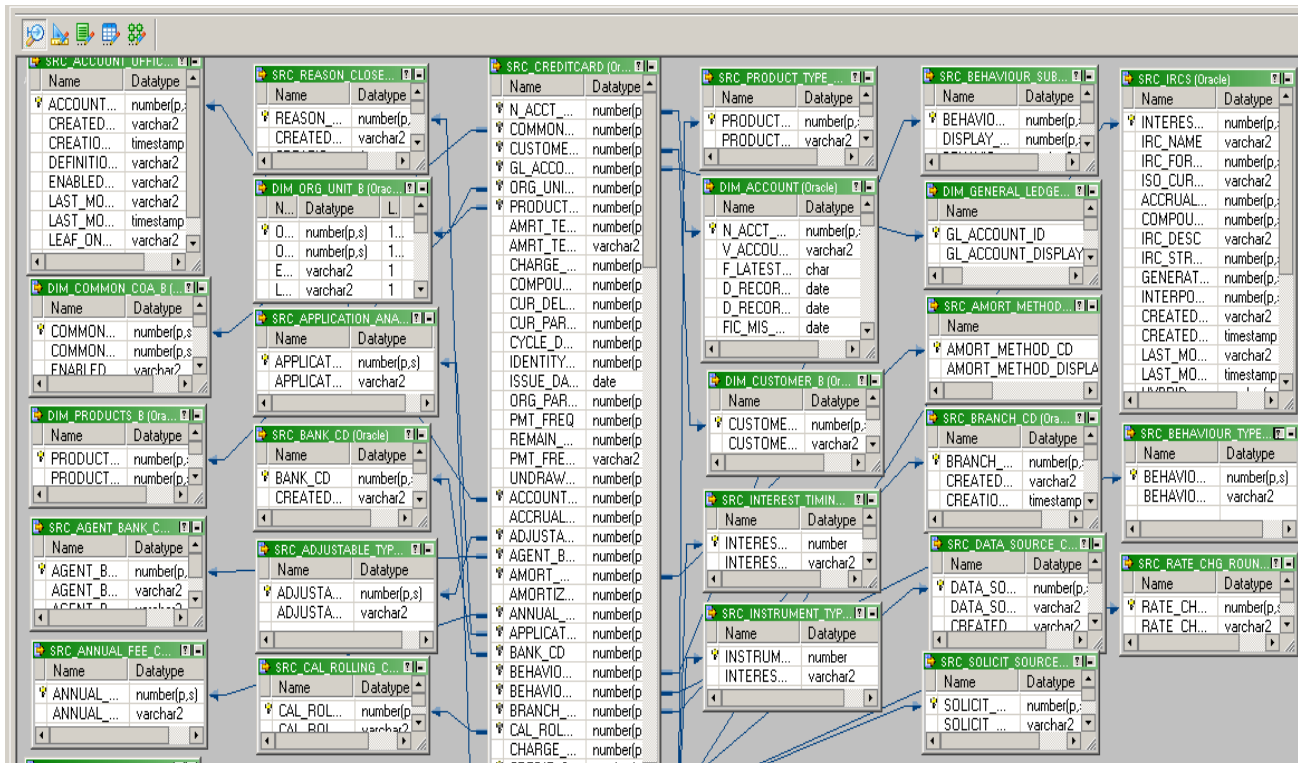 SRC_ACCOUNT_OFFIC...
Name Datatype
ACCOUNT... number(p,s
CREATED... varchar2
CREATIO... timestamp
DEFINITIO... varchar2
ENABLED... varchar2
LAST_MO... varchar2
LAST_MO... timestamp
LEAF_ON... varchar2
DIM_COMMON_COA_B (
Name Datatype
COMMON... number(p,s
COMMON... number(p,s
ENABLED varchar2
DIM_PRODUCTS_B (Ora...
Name Datatype
PRODUCT... number(p,s
PRODUCT... number(p,s
SRC_AGENT_BANK_C...
Name Datatype
AGENT_B... number(p,
AGENT_B... varchar2
AGENT_B varchar2
SRC_ANNUAL_FEE_C...
Name Datatype
ANNUAL_... number(p,s)
ANNUAL_... varchar2
SRC_REASON_CLOSE...
Name Datatype
REASON_... number(p,
CREATED... varchar2
DIM_ORG_UNIT_B (Orac...
N... Datatype L.
O... number(p,s) 1...
O... number(p,s) 1...
E... varchar2 1
L... varchar2 1
SRC_APPLICATION_ANA...
Name Datatype
APPLICAT... number(p,s)
APPLICAT... varchar2
SRC_BANK_CD (Oracle)
Name Datatype
BANK_CD number(p,s
CREATED... varchar2
SRC_ADJUSTABLE_TYP...
Name Datatype
ADJUSTA... number(p,s)
ADJUSTA... varchar2
SRC_CAL_ROLLING_C...
Name Datatype
CAL_ROL... number(p
CAL_ROL varchar2
SRC_CREDITCARD (Or...
Name Datatype
N_ACCT_... number(p
COMMON... number(p
CUSTOME... number(p
GL_ACCO... number(p
ORG_UNI... number(p
PRODUCT... number(p
AMRT_TE... number(p
AMRT_TE... varchar2
CHARGE_... number(p
COMPOU... number(p
CUR_DEL... number(p
CUR_PAR... number(p
CYCLE_D... number(p
IDENTITY... number(p
ISSUE_DA... date
ORG_PAR... number(p
PMT_FREQ number(p
REMAIN_... number(p
PMT_FRE... varchar2
UNDRAW... number(p
ACCOUNT... number(p
ACCRUAL... number(p
ADJUSTA... number(p
AGENT_B... number(p
AMORT_... number(p
AMORTIZ... number(p
ANNUAL_... number(p
APPLICAT... number(p
BANK_CD number(p
BEHAVIO... number(p
BEHAVIO... number(p
BRANCH_... number(p
CAL_ROL... number(p
CHARGE_... number(p
SRC_PRODUCT_TYPE_...
Name Datatype
PRODUCT... number(p,
PRODUCT... varchar2
DIM_ACCOUNT (Oracle)
Name Datatype
N_ACCT_... number(p,s
V_ACCOU... varchar2
F_LATEST... char
D_RECOR... date
D_RECOR... date
FIC_MIS_... date
DIM_CUSTOMER_B (Or...
Name Datatype
CUSTOME... number(p,
CUSTOME... varchar2
SRC_INTEREST TIMIN...
Name Datatype
INTERES... number
INTERES... varchar2
SRC_INSTRUMENT_TYP...
Name Datatype
INSTRUM... number
INTERES... varchar2
SRC_BEHAVIOUR_SUB...
Name Datatype
BEHAVIO... number(p,s
DISPLAY_... number(p,s
DIM_GENERAL_LEDGE...
Name
GL_ACCOUNT_ID
GL_ACCOUNT_DISPLAY
SRC_AMORT_METHOD...
Name
AMORT_METHOD_CD
AMORT_METHOD_DISPLA
SRC_BRANCH_CD (Ora...
Name Datatype
BRANCH_... number(p,
CREATED... varchar2
CREATIO... timestamp
SRC_DATA_SOURCE_C...
Name Datatype
DATA_SO... number(p,s
DATA_SO... varchar2
CREATED varchar2
SRC_SOLICIT_SOURCE...
Name Datatype
SOLICIT_... number(p,
SOLICIT_... varchar2
SRC_IRCS (Oracle)
Name Datatype
INTERES... number(p,s
IRC_NAME varchar2
IRC_FOR... number(p,s
ISO_CUR... varchar2
ACCRUAL... number(p,s
COMPOU... number(p,s
IRC_DESC varchar2
IRC_STR... number(p,s
GENERAT... number(p,s
INTERPO... number(p,s
CREATED... varchar2
CREATED... timestamp
LAST_MO... varchar2
LAST_MO... timestamp
SRC_BEHAVIOUR_TYPE...
Name Datatype
BEHAVIO... number(p,s)
BEHAVIO... varchar2
SRC_RATE_CHG_ROUN...
Name Datatype
RATE_CH... number(p,s
RATE_CH... varchar2